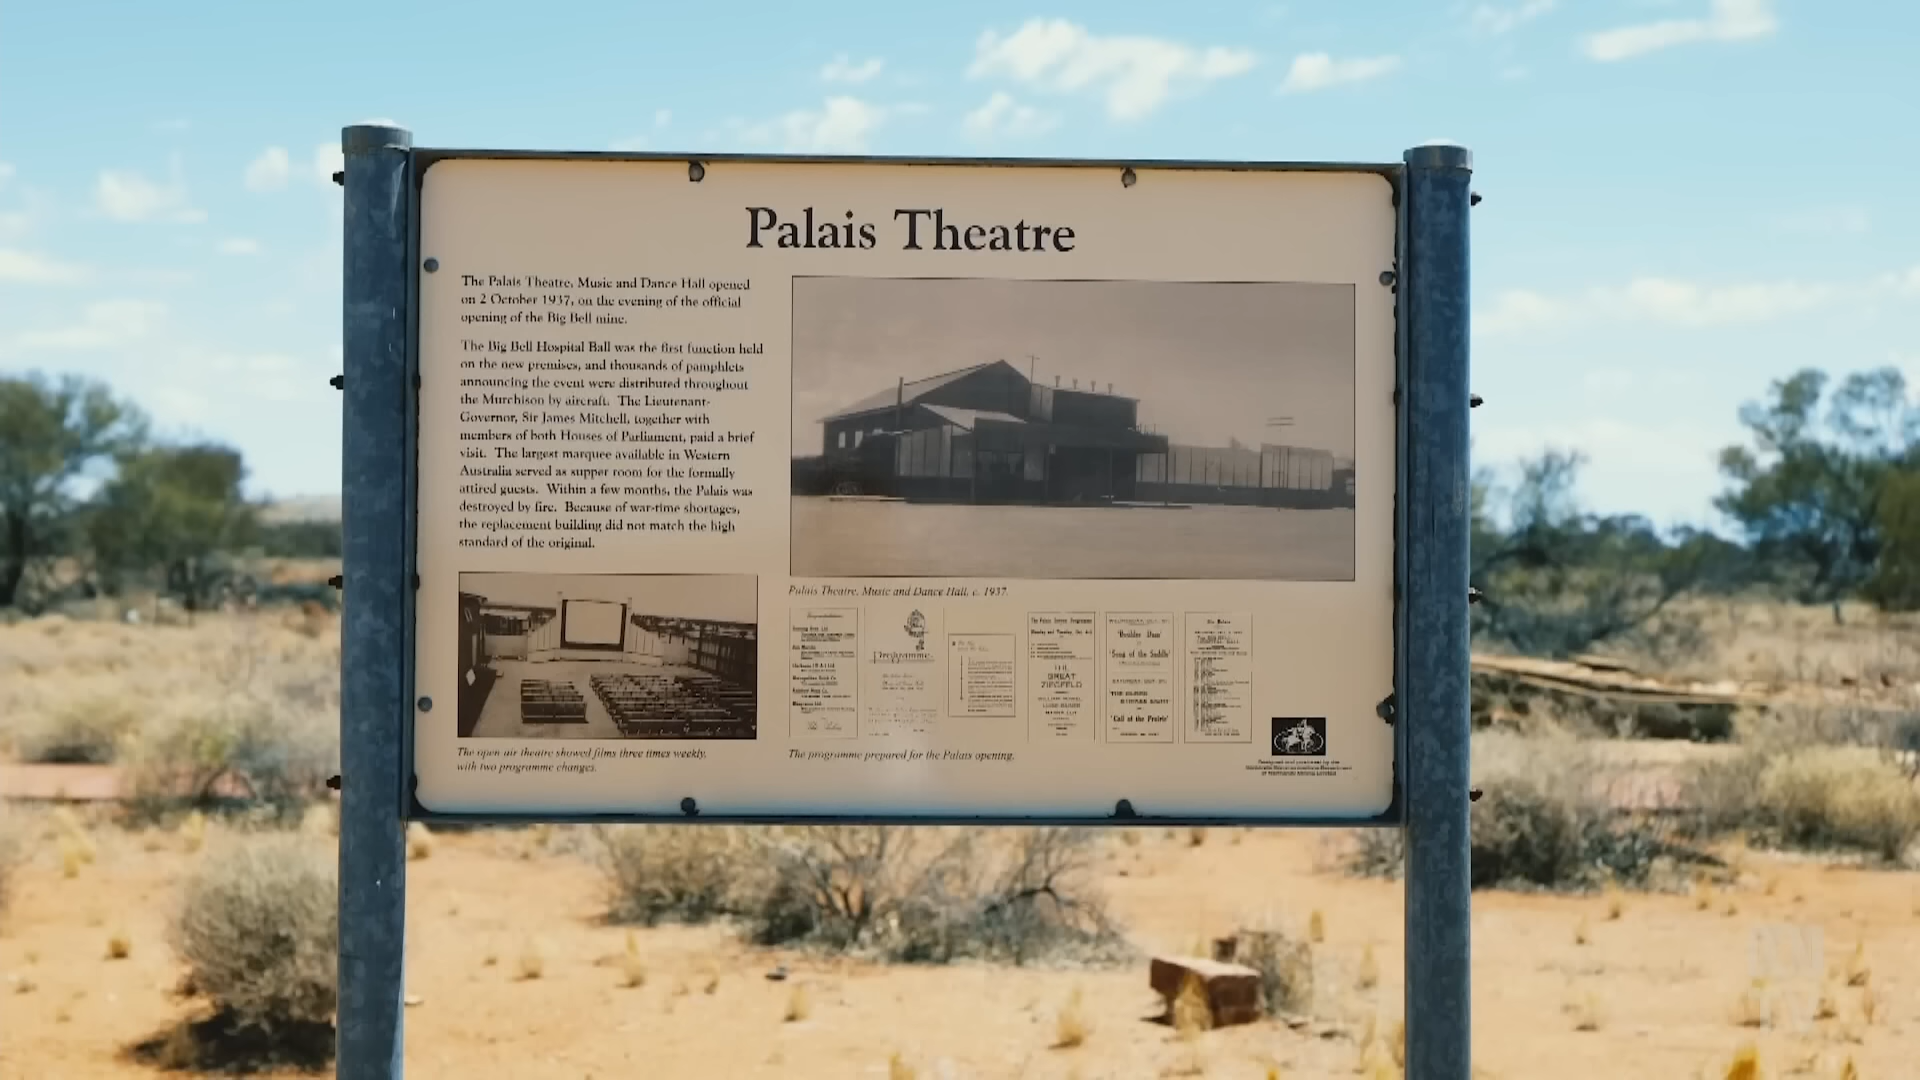 Palais Theatre
The Palais Theatre, Music and Dance Hall opened
on 2 October 1937, on the evening of the official
opening of the Big Bell mine.
The Big Bell Hospital Ball was the first function held
on the new premises, and thousands of pamphlets
announcing the event were distributed throughout
the Murchison by aircraft. The Lieutenant-
Governor, Sir James Mitchell, together with
members of both Houses of Parliament, paid a brief
visit. The largest marquee available in Western
Australia served as supper room for the formally
attired guests. Within a few months, the Palais was
destroyed by fire. Because of war-time shortages,
the replacement building did not match the high
standard of the original.
The open air theatre showed films three times weekly,
with two programme changes.
Palais Theatre, Music and Dance Hall, c. 1937.
Programme
THE
GREAT
ZIEGFELD
'Boulder Dam'
'Song of the Saddle'
'Call of the Prairie'
The programme prepared for the Palais opening.